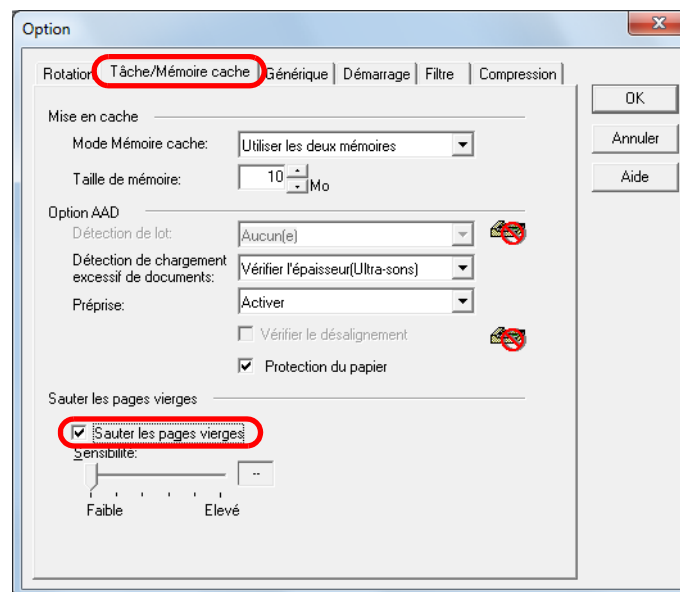 Option
Rotation Tâche/Mémoire cache Générique Démarrage Filtre Compression
OK
Annuler
Aide
Mise en cache
Mode Mémoire cache: Utiliser les deux mémoires
Taille de mémoire: 10 Mo
Option AAD
Détection de lot: Aucun(e)
Détection de chargement
excessif de documents: Vérifier l'épaisseur(Ultra-sons)
Préprise: Activer
Vérifier le désalignement
Protection du papier
Sauter les pages vierges
Sauter les pages vierges
Sensibilité:
--
Faible Elevé